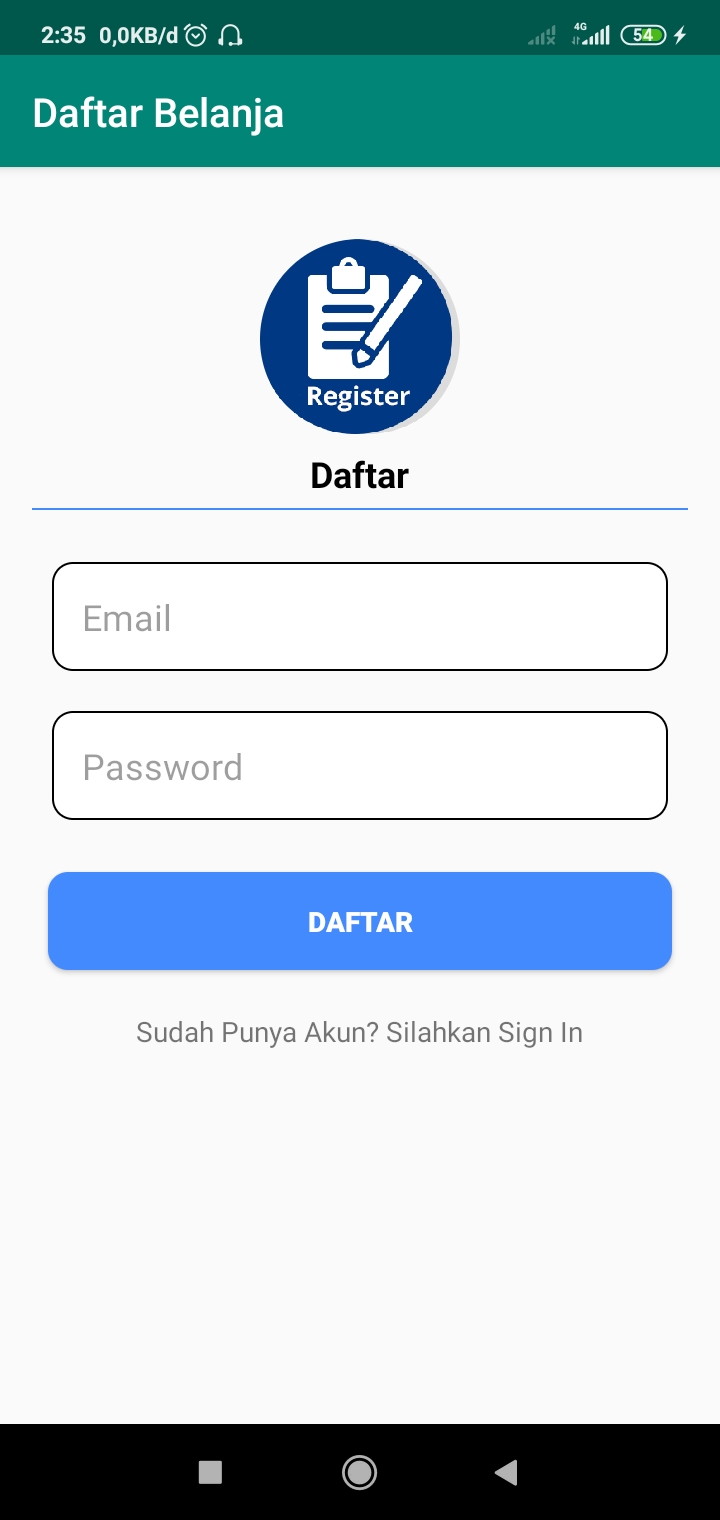 2:35 0,0KB/d 4G 54
Daftar Belanja
Register
Daftar
Email
Password
DAFTAR
Sudah Punya Akun? Silahkan Sign In